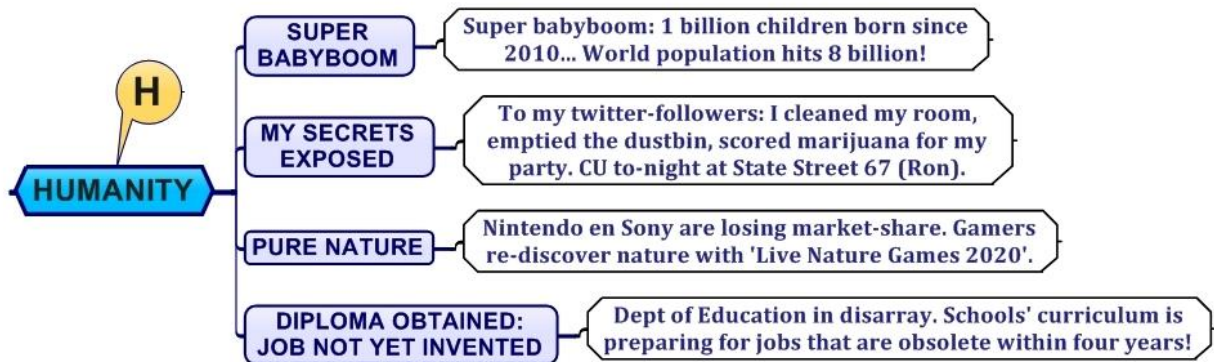 H
HUMANITY
SUPER
BABYBOOM
Super babyboom: 1 billion children born since
2010... World population hits 8 billion!
MY SECRETS
EXPOSED
To my twitter-followers: I cleaned my room,
emptied the dustbin, scored marijuana for my
party. CU to-night at State Street 67 (Ron).
PURE NATURE
Nintendo en Sony are losing market-share. Gamers
re-discover nature with 'Live Nature Games 2020'.
DIPLOMA OBTAINED:
JOB NOT YET INVENTED
Dept of Education in disarray. Schools' curriculum is
preparing for jobs that are obsolete within four years!